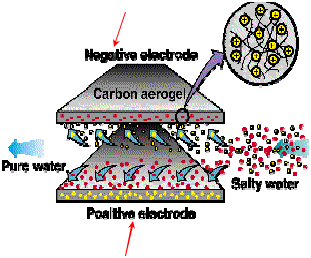 Negative electrode
Carbon aerogel
Pure water
Salty water
Positive electrode